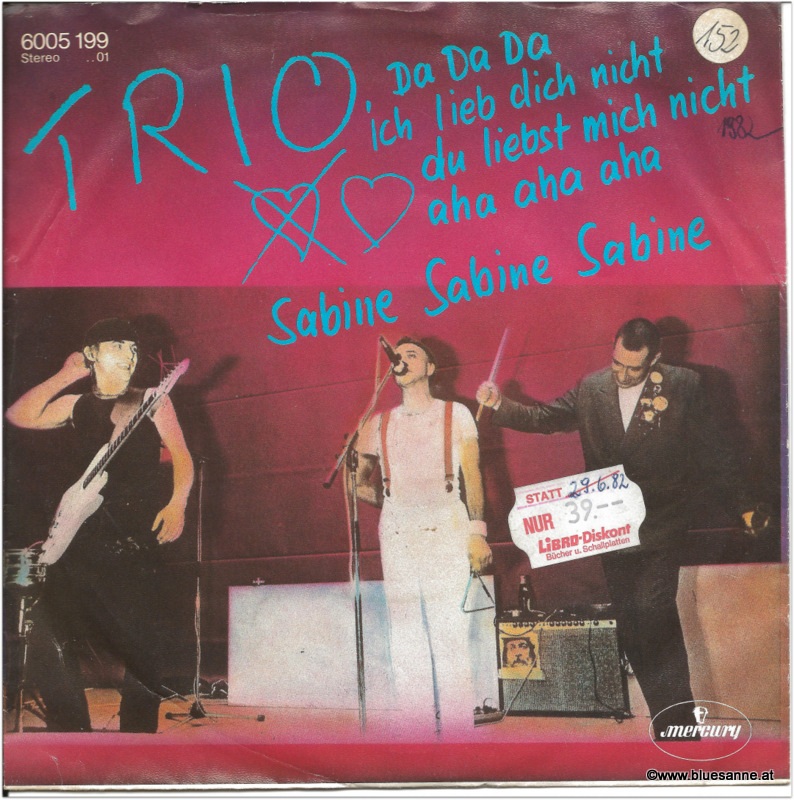 6005 199
Stereo ..01
152
TRIO
Da Da Da
ich lieb dich nicht
du liebst mich nicht
aha aha aha
1982
Sabine Sabine Sabine
STATT 29.6.82
NUR 39.--
LIBRO-Diskont
Bücher u. Schallplatten
mercury
©www.bluesanne.at